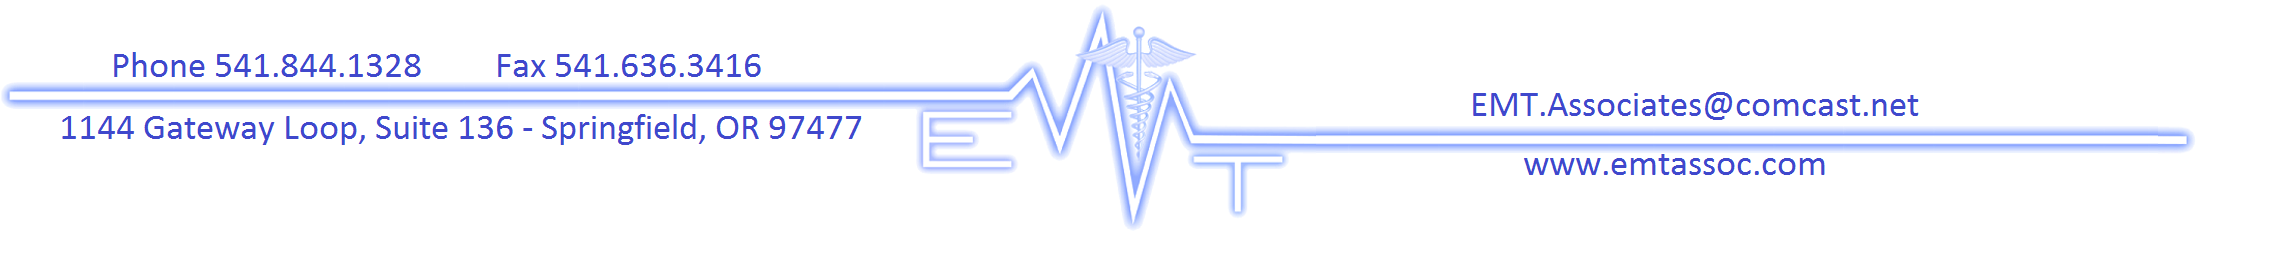 Phone 541.844.1328 Fax 541.636.3416
1144 Gateway Loop, Suite 136 - Springfield, OR 97477
EMT
EMT.Associates@comcast.net
www.emtassoc.com